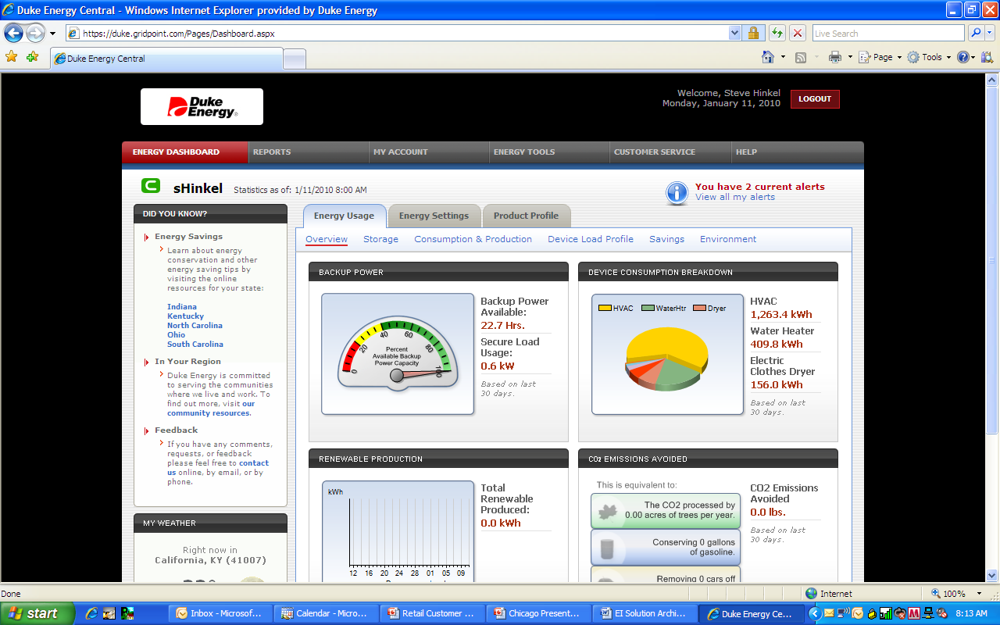 Duke Energy Central - Windows Internet Explorer provided by Duke Energy
https://duke.gridpoint.com/Pages/Dashboard.aspx
Live Search
Duke Energy Central
Page
Tools
Duke
Energy®
Welcome, Steve Hinkel
Monday, January 11, 2010
LOGOUT
ENERGY DASHBOARD
REPORTS
MY ACCOUNT
ENERGY TOOLS
CUSTOMER SERVICE
HELP
C
sHinkel
Statistics as of: 1/11/2010 8:00 AM
You have 2 current alerts
View all my alerts
DID YOU KNOW?
Energy Savings
Learn about energy
conservation and other
energy saving tips by
visiting the online
resources for your state:
Indiana
Kentucky
North Carolina
Ohio
South Carolina
In Your Region
Duke Energy is committed
to serving the communities
where we live and work. To
find out more, visit our
community resources.
Feedback
If you have any comments,
requests, or feedback
please feel free to contact
us online, by email, or by
phone.
MY WEATHER
Right now in
California, KY (41007)
Energy Usage
Energy Settings
Product Profile
Overview
Storage
Consumption & Production
Device Load Profile
Savings
Environment
BACKUP POWER
0
20
40
60
80
100
Percent
Available Backup
Power Capacity
Backup Power
Available:
22.7 Hrs.
Secure Load
Usage:
0.6 kW
Based on last
30 days.
DEVICE CONSUMPTION BREAKDOWN
HVAC
WaterHtr
Dryer
HVAC
1,263.4 kWh
Water Heater
409.8 kWh
Electric
Clothes Dryer
156.0 kWh
Based on last
30 days.
RENEWABLE PRODUCTION
kWh
12 16 20 24 28 01 05 09
Total
Renewable
Produced:
0.0 kWh
CO2 EMISSIONS AVOIDED
This is equivalent to:
The CO2 processed by
0.00 acres of trees per year.
Conserving 0 gallons
of gasoline.
Removing 0 cars off
CO2 Emissions
Avoided
0.0 lbs.
Based on last
30 days.
Done
Internet
100%
start
Inbox - Microsof...
Calendar - Micro...
Retail Customer ...
Chicago Present...
EI Solution Archi...
Duke Energy Ce...
8:13 AM